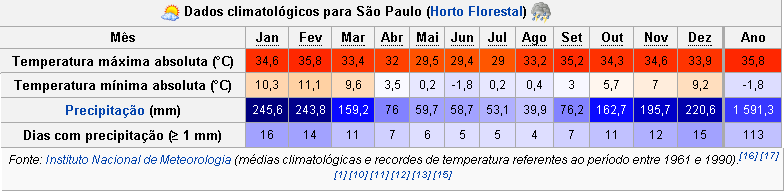 Dados climatológicos para São Paulo (Horto Florestal)
Mês Jan Fev Mar Abr Mai Jun Jul Ago Set Out Nov Dez Ano
Temperatura máxima absoluta (°C) 34,6 35,8 33,4 32 29,5 29,4 29 33,2 35,2 34,3 34,6 33,9 35,8
Temperatura mínima absoluta (°C) 10,3 11,1 9,6 3,5 0,2 -1,8 0,2 0,4 3 5,7 7 9,2 -1,8
Precipitação (mm) 245,6 243,8 159,2 76 59,7 58,7 53,1 39,9 76,2 162,7 195,7 220,6 1 591,3
Dias com precipitação (≥ 1 mm) 16 14 11 7 6 5 5 4 7 11 12 15 113
Fonte: Instituto Nacional de Meteorologia (médias climatológicas e recordes de temperatura referentes ao período entre 1961 e 1990).[16] [17]
[1] [10] [11] [12] [13] [15]